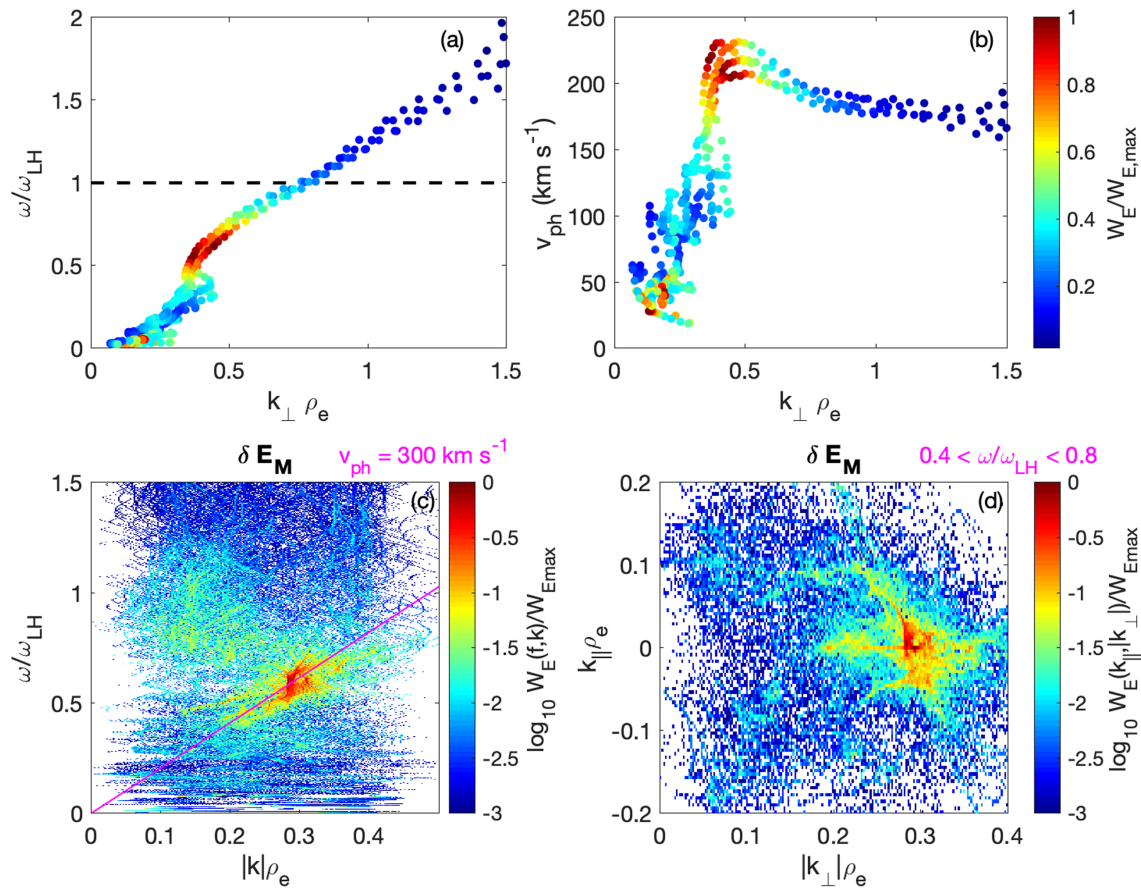 (a)
2
1.5
1
0.5
0
ω/ω_LH
0 0.5 1 1.5
k_⊥ ρ_e
(b)
250
200
150
100
50
0
v_ph (km s^-1)
0 0.5 1 1.5
k_⊥ ρ_e
1
0.8
0.6
0.4
0.2
W_E/W_E,max
δ E_M v_ph = 300 km s^-1
(c)
1.5
1
0.5
0
ω/ω_LH
0 0.1 0.2 0.3 0.4
|k|ρ_e
0
-0.5
-1
-1.5
-2
-2.5
-3
log_10 W_E(f,k)/W_Emax
δ E_M 0.4 < ω/ω_LH < 0.8
(d)
0.2
0.1
0
-0.1
-0.2
k_||ρ_e
0 0.1 0.2 0.3 0.4
|k_⊥|ρ_e
0
-0.5
-1
-1.5
-2
-2.5
-3
log_10 W_E(k_||,|k_⊥|)/W_Emax